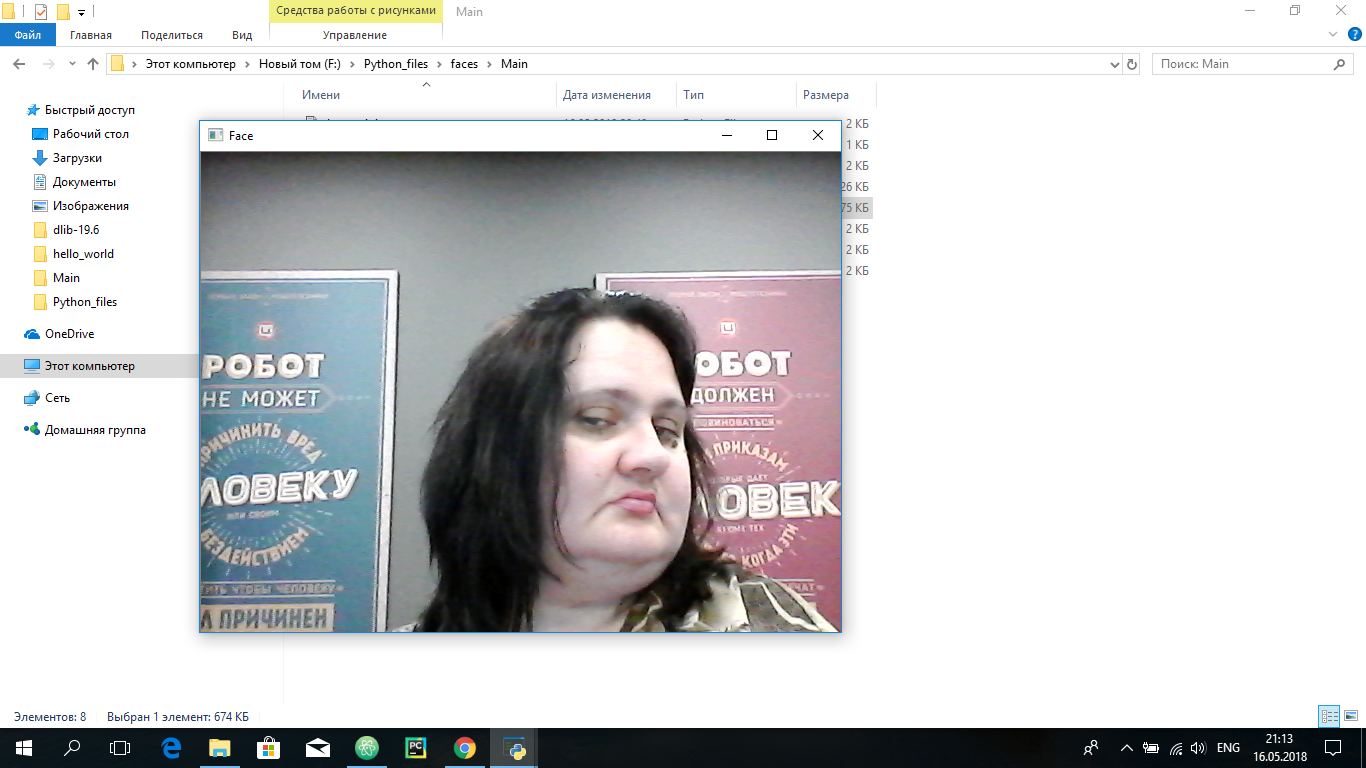 Средства работы с рисунками
Main
Файл
Главная
Поделиться
Вид
Управление
Этот компьютер
Новый том (F:)
Python_files
faces
Main
Поиск: Main
Имени
Дата изменения
Тип
Размера
Быстрый доступ
Рабочий стол
Загрузки
Документы
Изображения
dlib-19.6
hello_world
Main
Python_files
OneDrive
Этот компьютер
Сеть
Домашняя группа
2 КБ
1 КБ
2 КБ
26 КБ
75 КБ
2 КБ
2 КБ
2 КБ
Face
РОБОТ
НЕ МОЖЕТ
ПРИЧИНИТЬ ВРЕД
ЛОВЕКУ
ИЛИ СВОИМ
БЕЗДЕЙСТВИЕМ
ТИТЬ ЧТОБЫ ЧЕЛОВЕКУ
Л ПРИЧИНЕН
РОБОТ
ДОЛЖЕН
ПОВИНОВАТЬСЯ
ПРИКАЗАМ
ОРЫЕ ДАЕТ
ОВЕК
КРОМЕ ТЕХ
КОГДА ЭТИ
Элементов: 8
Выбран 1 элемент: 674 КБ
PC
ENG
21:13
16.05.2018